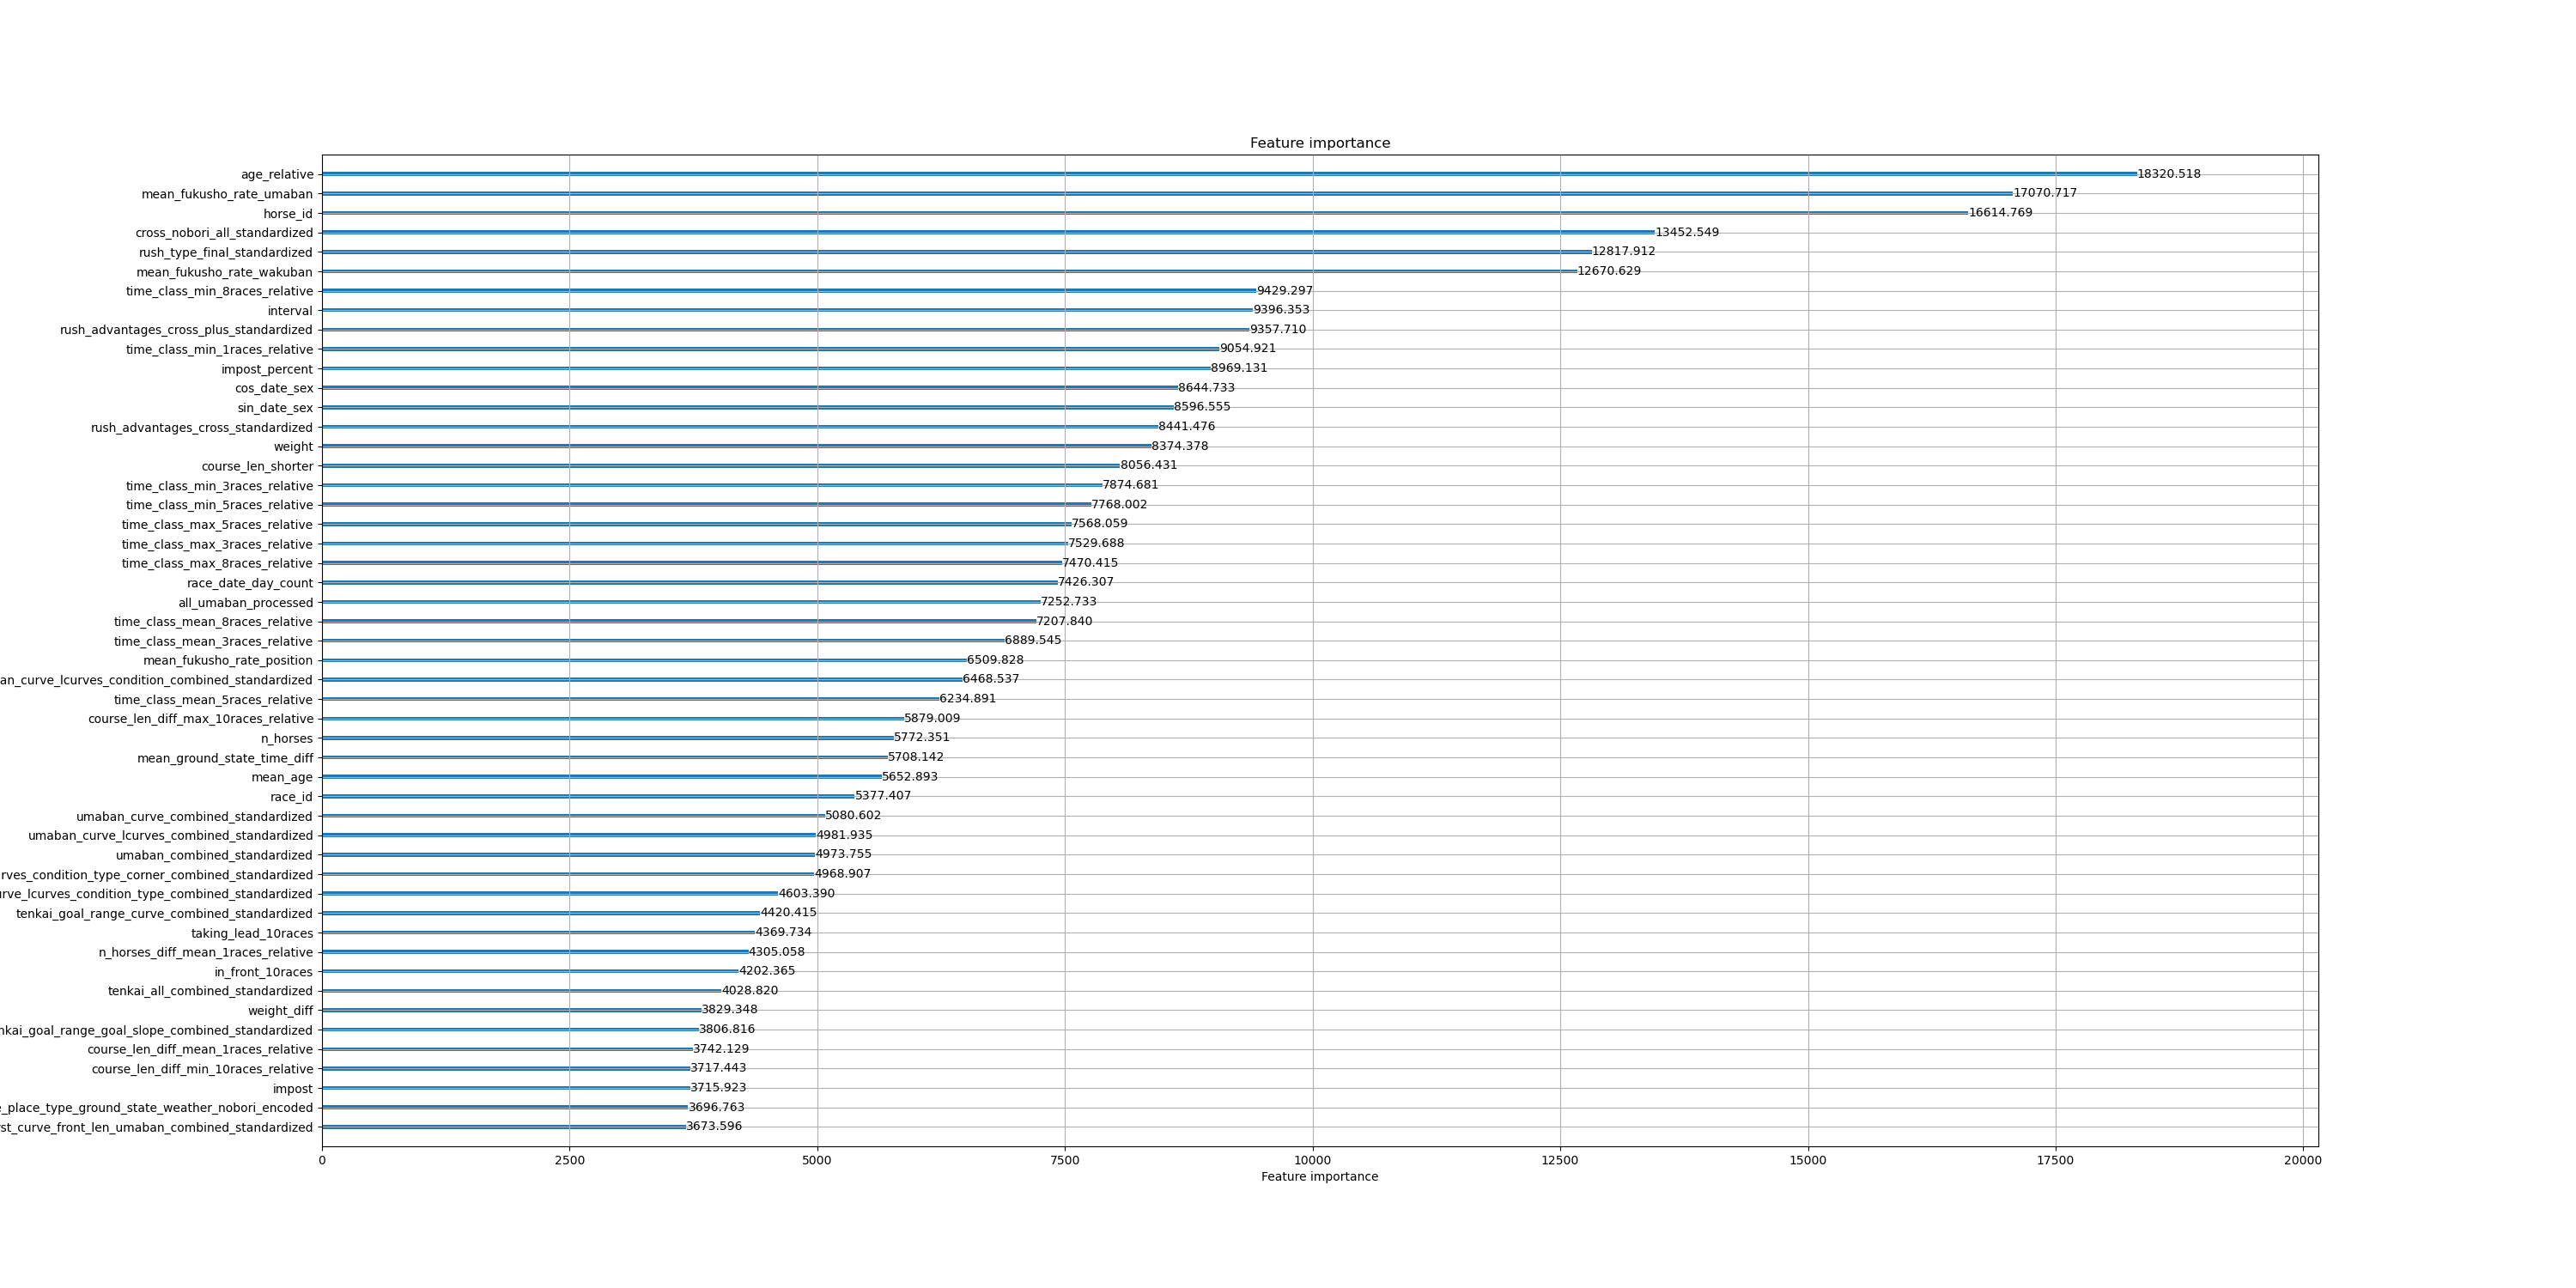 Feature importance
age_relative 18320.518
mean_fukusho_rate_umaban 17070.717
horse_id 16614.769
cross_nobori_all_standardized 13452.549
rush_type_final_standardized 12817.912
mean_fukusho_rate_wakuban 12670.629
time_class_min_8races_relative 9429.297
interval 9396.353
rush_advantages_cross_plus_standardized 9357.710
time_class_min_1races_relative 9054.921
impost_percent 8969.131
cos_date_sex 8644.733
sin_date_sex 8596.555
rush_advantages_cross_standardized 8441.476
weight 8374.378
course_len_shorter 8056.431
time_class_min_3races_relative 7874.681
time_class_min_5races_relative 7768.002
time_class_max_5races_relative 7568.059
time_class_max_3races_relative 7529.688
time_class_max_8races_relative 7470.415
race_date_day_count 7426.307
all_umaban_processed 7252.733
time_class_mean_8races_relative 7207.840
time_class_mean_3races_relative 6889.545
mean_fukusho_rate_position 6509.828
an_curve_lcurves_condition_combined_standardized 6468.537
time_class_mean_5races_relative 6234.891
course_len_diff_max_10races_relative 5879.009
n_horses 5772.351
mean_ground_state_time_diff 5708.142
mean_age 5652.893
race_id 5377.407
umaban_curve_combined_standardized 5080.602
umaban_curve_lcurves_combined_standardized 4981.935
umaban_combined_standardized 4973.755
rves_condition_type_corner_combined_standardized 4968.907
urve_lcurves_condition_type_combined_standardized 4603.390
tenkai_goal_range_curve_combined_standardized 4420.415
taking_lead_10races 4369.734
n_horses_diff_mean_1races_relative 4305.058
in_front_10races 4202.365
tenkai_all_combined_standardized 4028.820
weight_diff 3829.348
nkai_goal_range_goal_slope_combined_standardized 3806.816
course_len_diff_mean_1races_relative 3742.129
course_len_diff_min_10races_relative 3717.443
impost 3715.923
e_place_type_ground_state_weather_nobori_encoded 3696.763
rst_curve_front_len_umaban_combined_standardized 3673.596
0 2500 5000 7500 10000 12500 15000 17500 20000
Feature importance